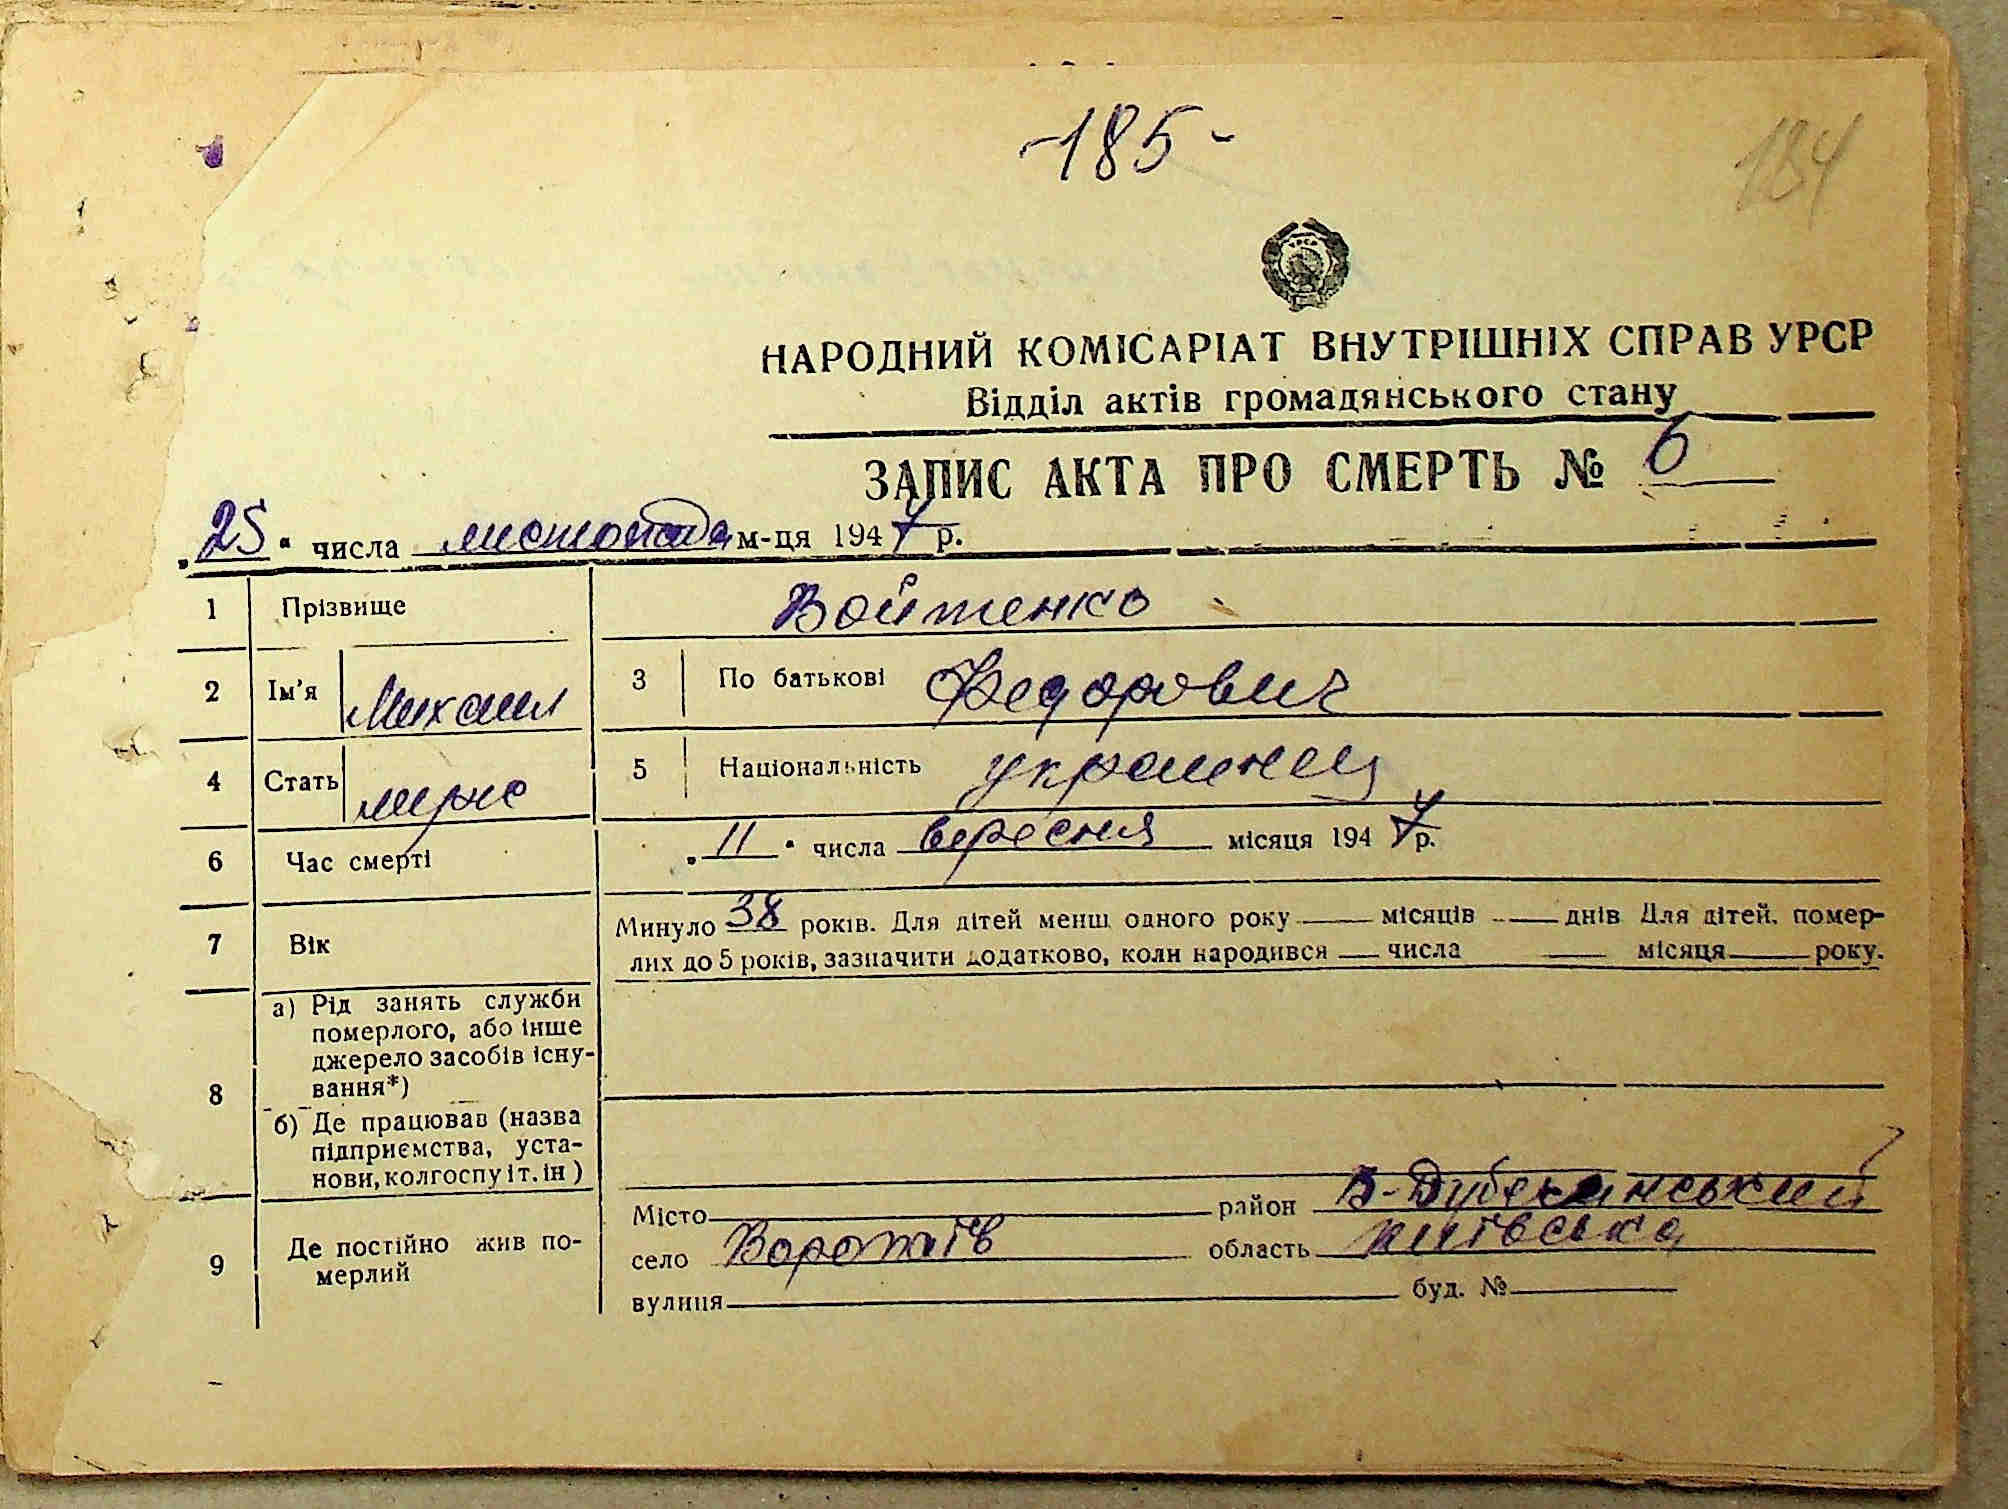 -185-
184
УРСР
НАРОДНИЙ КОМІСАРІАТ ВНУТРІШНІХ СПРАВ УРСР
Відділ актів громадянського стану
ЗАПИС АКТА ПРО СМЕРТЬ № 6
„25“ числа листопада м-ця 1947 р.
1 Прізвище Войтенко
2 Ім'я Михаил 3 По батькові Федорович
4 Стать муж 5 Національність украинец
6 Час смерті „11“ числа вересня місяця 1947 р.
7 Вік Минуло 38 років. Для дітей менш одного року місяців днів Для дітей, помер-
лих до 5 років, зазначити додатково, коли народився числа місяця року.
8 а) Рід занять служби
померлого, або інше
джерело засобів існу-
вання*)
б) Де працював (назва
підприємства, уста-
нови, колгоспу і т. ін)
9 Де постійно жив по-
мерлий
Місто район В-Дубечанський
село Воропаїв область київська
вулиця буд. №